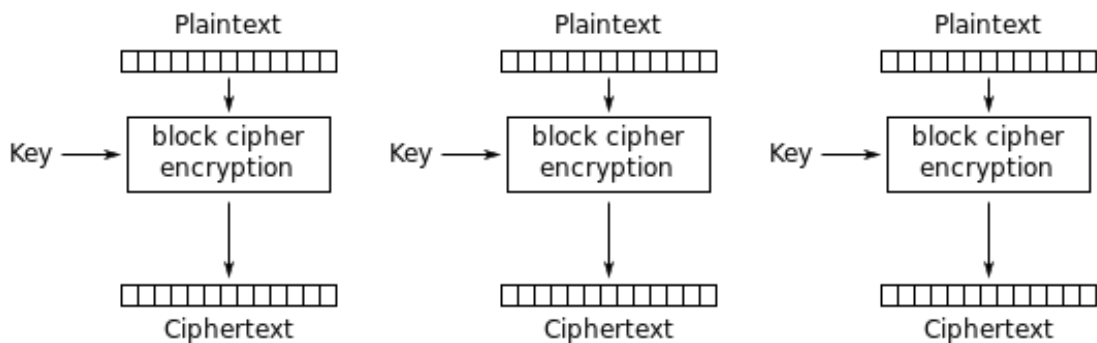 Plaintext Plaintext Plaintext
Key block cipher encryption Key block cipher encryption Key block cipher encryption
Ciphertext Ciphertext Ciphertext